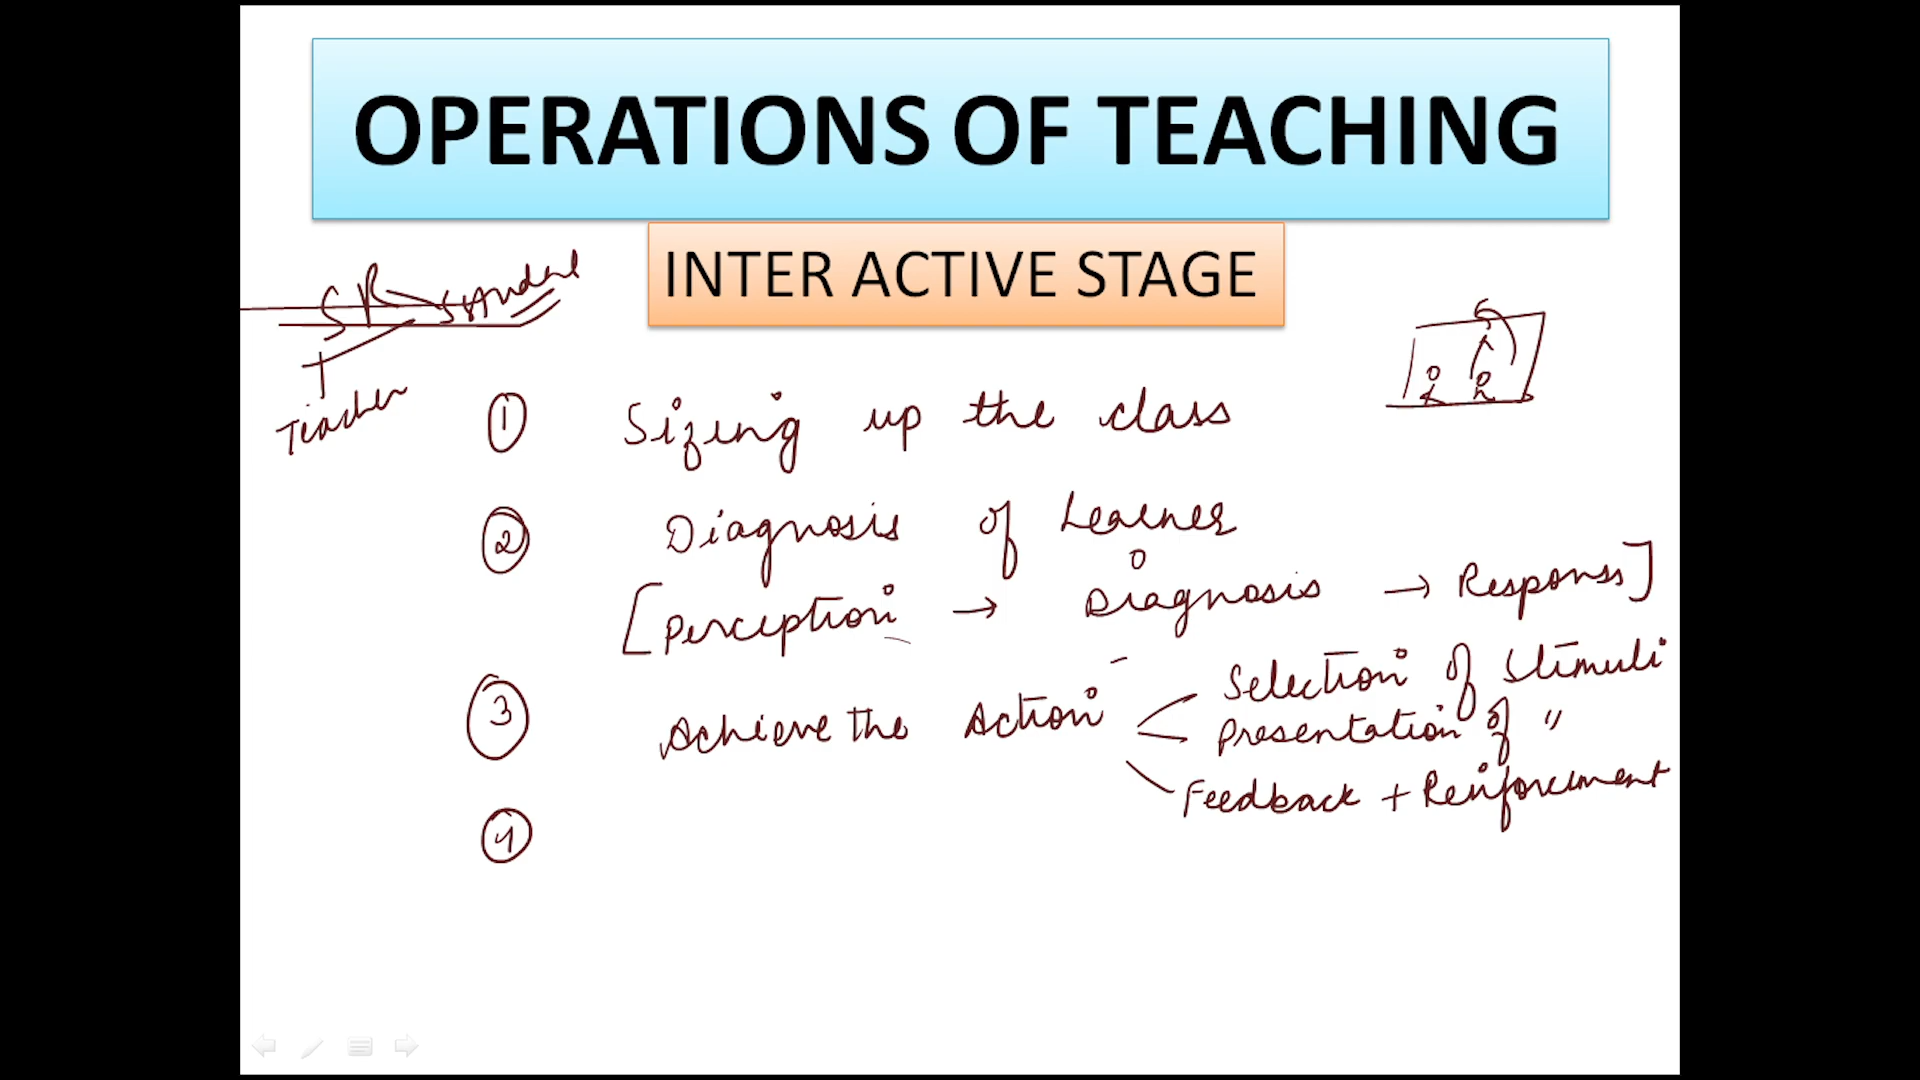 OPERATIONS OF TEACHING
INTER ACTIVE STAGE
SR
Teacher
① Sizing up the class
② Diagnosis of Learner
[Perception → Diagnosis → Response]
③ Achieve the Action
Selection of Stimuli
Presentation of "
Feedback + Reinforcement
④